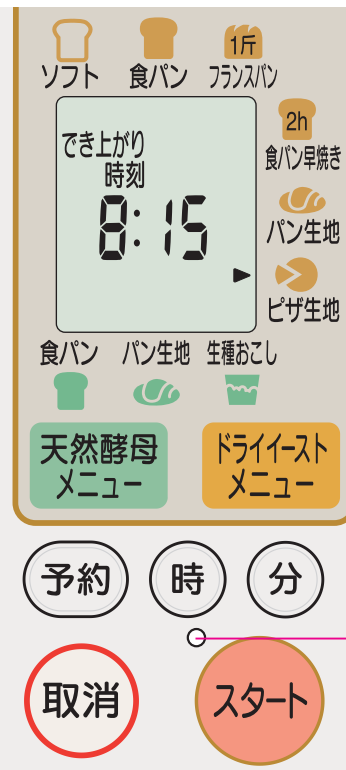 ソフト 食パン 1斤 フランスパン
でき上がり
時刻
8:15
2h
食パン早焼き
パン生地
ピザ生地
食パン パン生地 生種おこし
天然酵母
メニュー
ドライイースト
メニュー
予約 時 分
取消 スタート